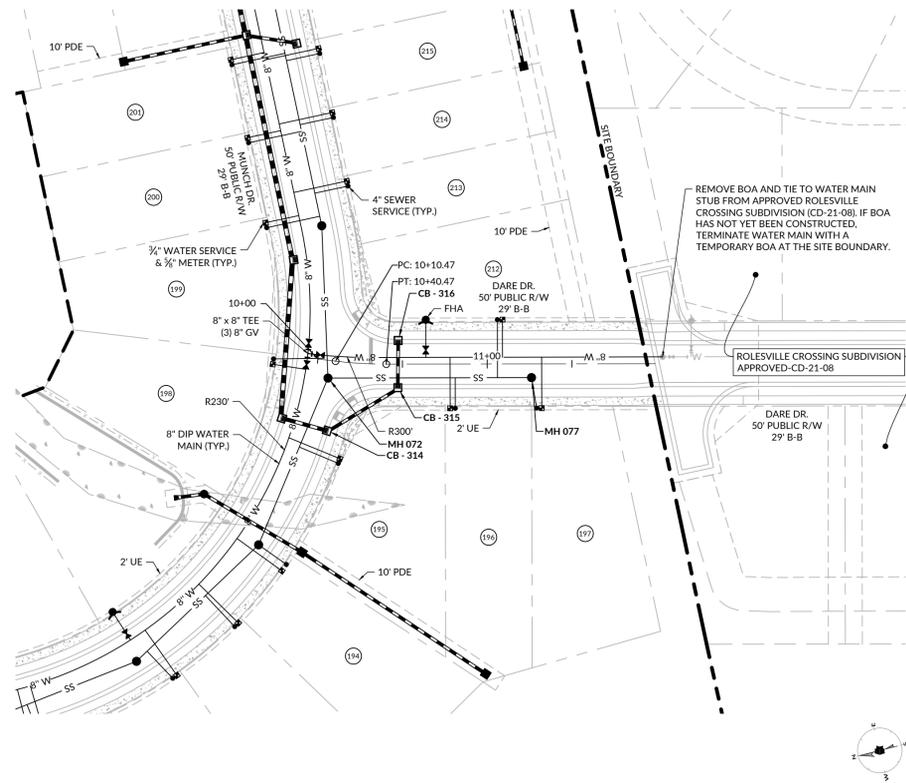 10' PDE
SS
8" W
215
201
214
SS
8" W
SITE BOUNDARY
MUNCH DR.
50' PUBLIC R/W
29' B-B
213
200
4" SEWER
SERVICE (TYP.)
REMOVE BOA AND TIE TO WATER MAIN
STUB FROM APPROVED ROLESVILLE
CROSSING SUBDIVISION (CD-21-08). IF BOA
HAS NOT YET BEEN CONSTRUCTED,
TERMINATE WATER MAIN WITH A
TEMPORARY BOA AT THE SITE BOUNDARY.
10' PDE
¾" WATER SERVICE
& ⅝" METER (TYP.)
8" W
PC: 10+10.47
212
PT: 10+40.47
199
DARE DR.
50' PUBLIC R/W
29' B-B
CB - 316
10+00
SS
FHA
8" x 8" TEE
(3) 8" GV
8" W
11+00
8" W
W
ROLESVILLE CROSSING SUBDIVISION
APPROVED-CD-21-08
SS
SS
198
R230'
CB - 315
DARE DR.
50' PUBLIC R/W
29' B-B
8" W
R300'
2' UE
MH 077
8" DIP WATER
MAIN (TYP.)
MH 072
CB - 314
SS
8" W
195
196
197
2' UE
10' PDE
8" W
SS
194
8" W
SS